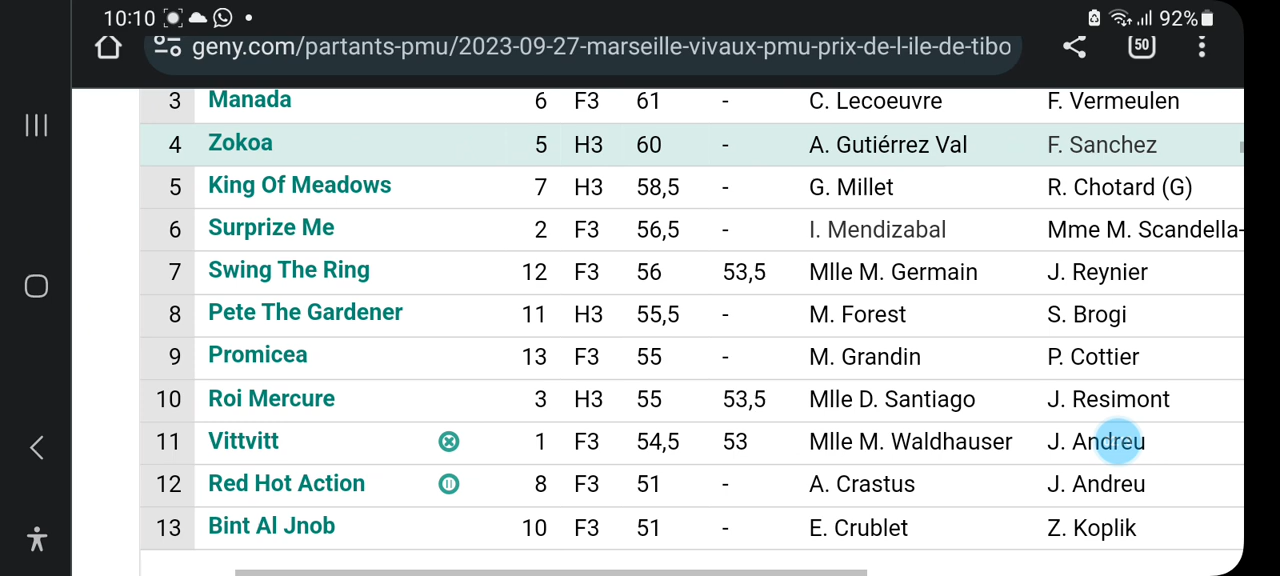 10:10 92%
geny.com/partants-pmu/2023-09-27-marseille-vivaux-pmu-prix-de-l-ile-de-tibo 50
3 Manada 6 F3 61 - C. Lecoeuvre F. Vermeulen
4 Zokoa 5 H3 60 - A. Gutiérrez Val F. Sanchez
5 King Of Meadows 7 H3 58,5 - G. Millet R. Chotard (G)
6 Surprize Me 2 F3 56,5 - I. Mendizabal Mme M. Scandella-
7 Swing The Ring 12 F3 56 53,5 Mlle M. Germain J. Reynier
8 Pete The Gardener 11 H3 55,5 - M. Forest S. Brogi
9 Promicea 13 F3 55 - M. Grandin P. Cottier
10 Roi Mercure 3 H3 55 53,5 Mlle D. Santiago J. Resimont
11 Vittvitt 1 F3 54,5 53 Mlle M. Waldhauser J. Andreu
12 Red Hot Action 8 F3 51 - A. Crastus J. Andreu
13 Bint Al Jnob 10 F3 51 - E. Crublet Z. Koplik